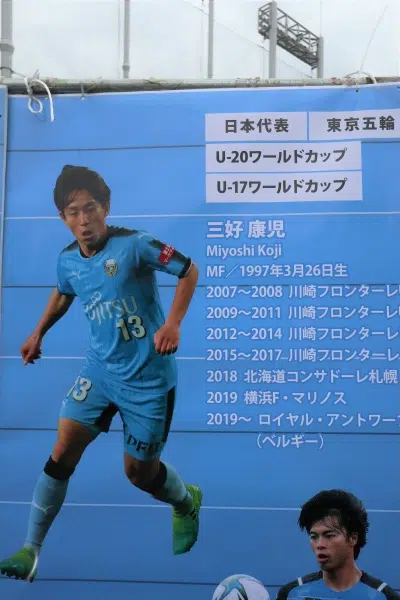 日本代表 東京五輪
U-20ワールドカップ
U-17ワールドカップ
三好 康児
Miyoshi Koji
MF／1997年3月26日生
2007〜2008 川崎フロンターレ
2009〜2011 川崎フロンターレ
2012〜2014 川崎フロンターレ
2015〜2017 川崎フロンターレ
2018 北海道コンサドーレ札幌
2019 横浜F・マリノス
2019〜 ロイヤル・アントワープ
（ベルギー）
FUJITSU
13
13